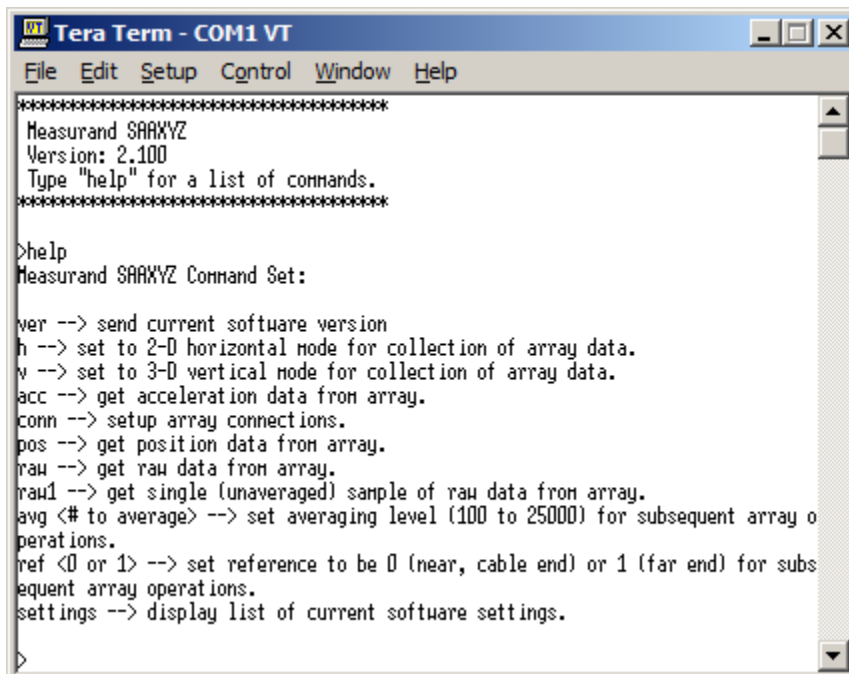 Tera Term - COM1 VT
File Edit Setup Control Window Help
*************************************
Measurand SAAXYZ
Version: 2.100
Type "help" for a list of commands.
*************************************
>help
Measurand SAAXYZ Command Set:
ver --> send current software version
h --> set to 2-D horizontal mode for collection of array data.
v --> set to 3-D vertical mode for collection of array data.
acc --> get acceleration data from array.
conn --> setup array connections.
pos --> get position data from array.
raw --> get raw data from array.
raw1 --> get single (unaveraged) sample of raw data from array.
avg <# to average> --> set averaging level (100 to 25000) for subsequent array o
perations.
ref <0 or 1> --> set reference to be 0 (near, cable end) or 1 (far end) for subs
equent array operations.
settings --> display list of current software settings.
>